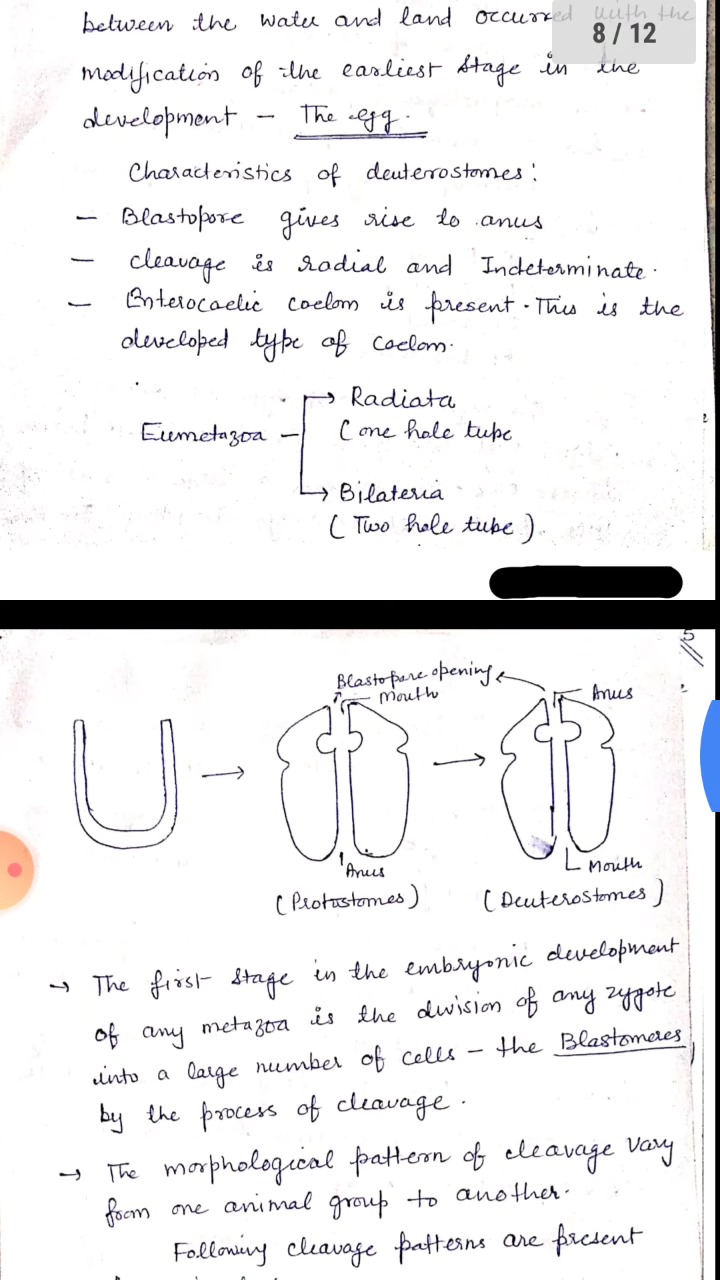 between the water and land occurred with the
8 / 12
modification of the earliest stage in the
development — The egg.
Characteristics of deuterostomes:
— Blastopore gives rise to anus
— cleavage is radial and Indeterminate.
— Enterocaelic coelom is present. This is the
developed type of coelom.
Eumetazoa — → Radiata
( one hole tube
→ Bilateria
( Two hole tube )
5
Blastopore opening
Mouth
Anus
Anus
Mouth
( Protostomes )
( Deuterostomes )
→ The first stage in the embryonic development
of any metazoa is the division of any zygote
into a large number of cells — the Blastomeres,
by the process of cleavage.
→ The morphological pattern of cleavage vary
from one animal group to another.
Following cleavage patterns are present